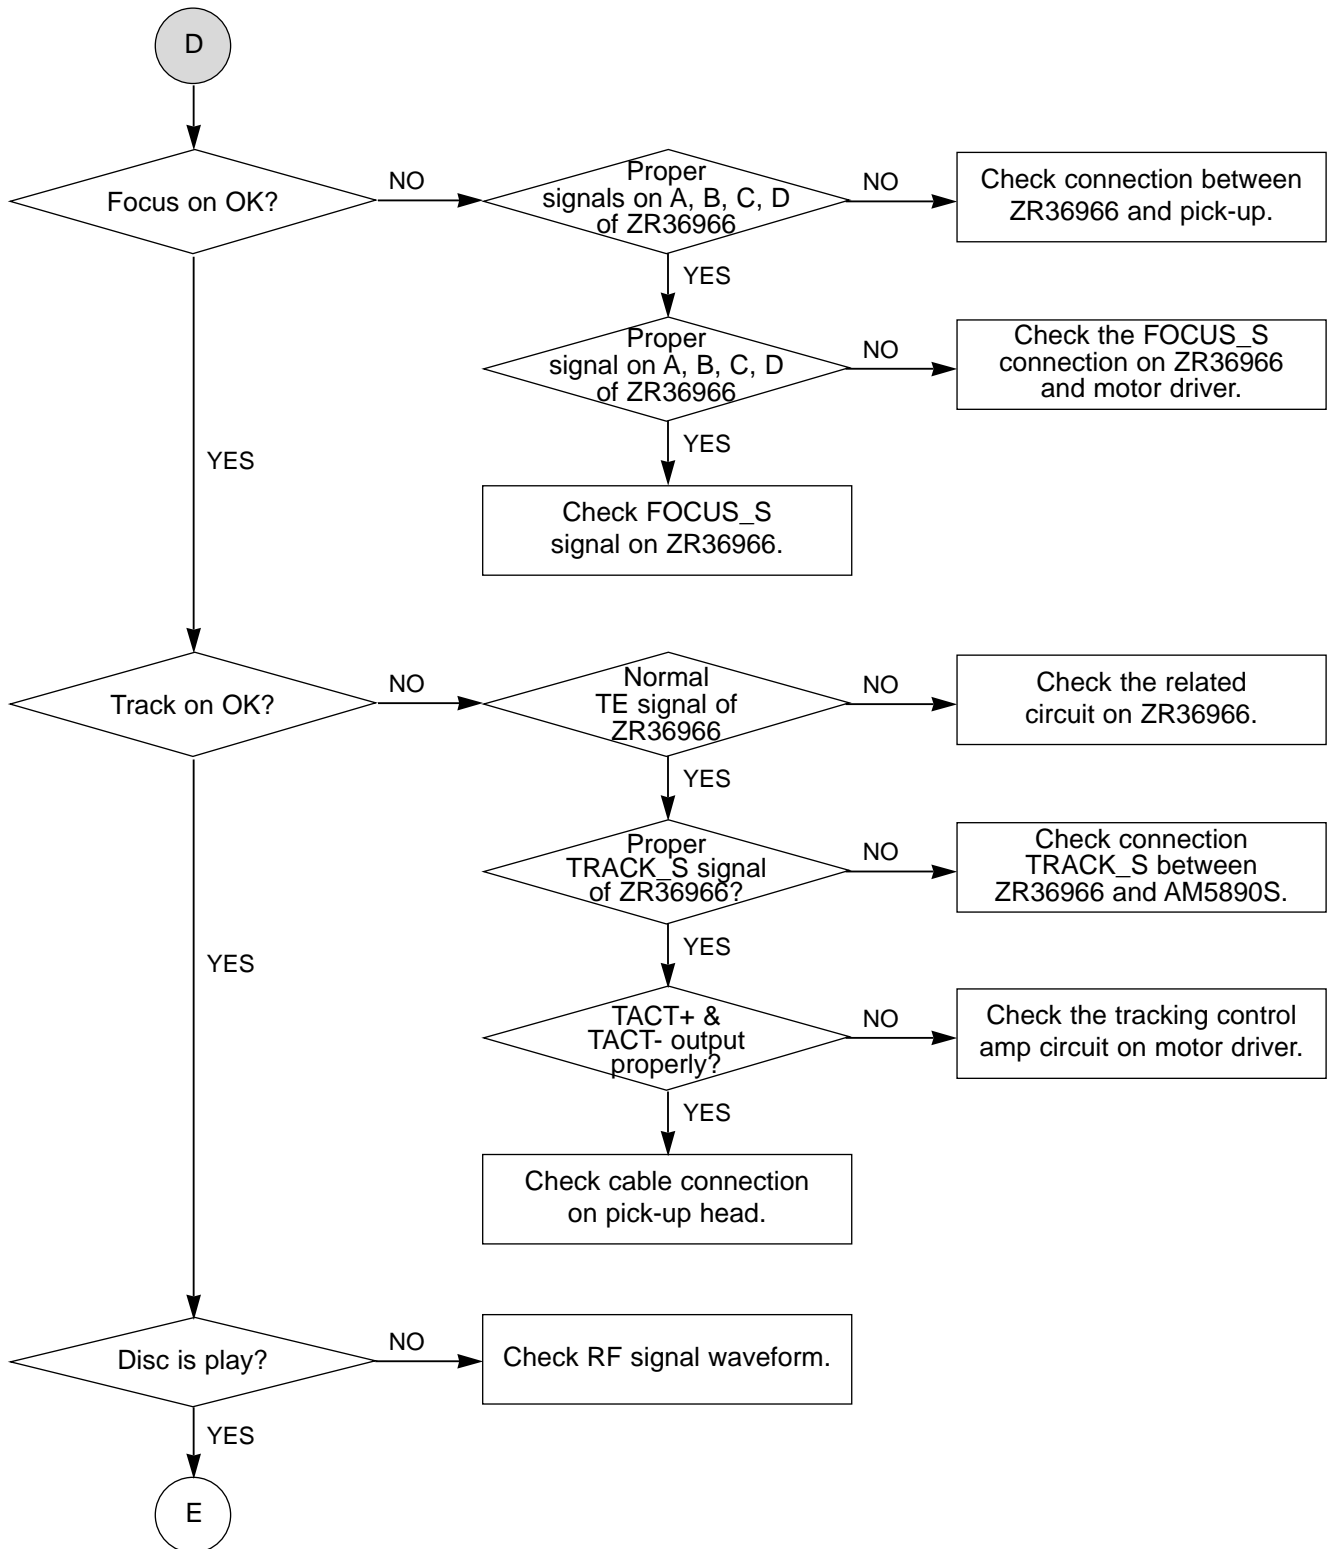 D
Focus on OK?
NO
Proper
signals on A, B, C, D
of ZR36966
NO
Check connection between
ZR36966 and pick-up.
YES
Proper
signal on A, B, C, D
of ZR36966
NO
Check the FOCUS_S
connection on ZR36966
and motor driver.
YES
YES
Check FOCUS_S
signal on ZR36966.
Track on OK?
NO
Normal
TE signal of
ZR36966
NO
Check the related
circuit on ZR36966.
YES
Proper
TRACK_S signal
of ZR36966?
NO
Check connection
TRACK_S between
ZR36966 and AM5890S.
YES
YES
TACT+ &
TACT- output
properly?
NO
Check the tracking control
amp circuit on motor driver.
YES
Check cable connection
on pick-up head.
Disc is play?
NO
Check RF signal waveform.
YES
E